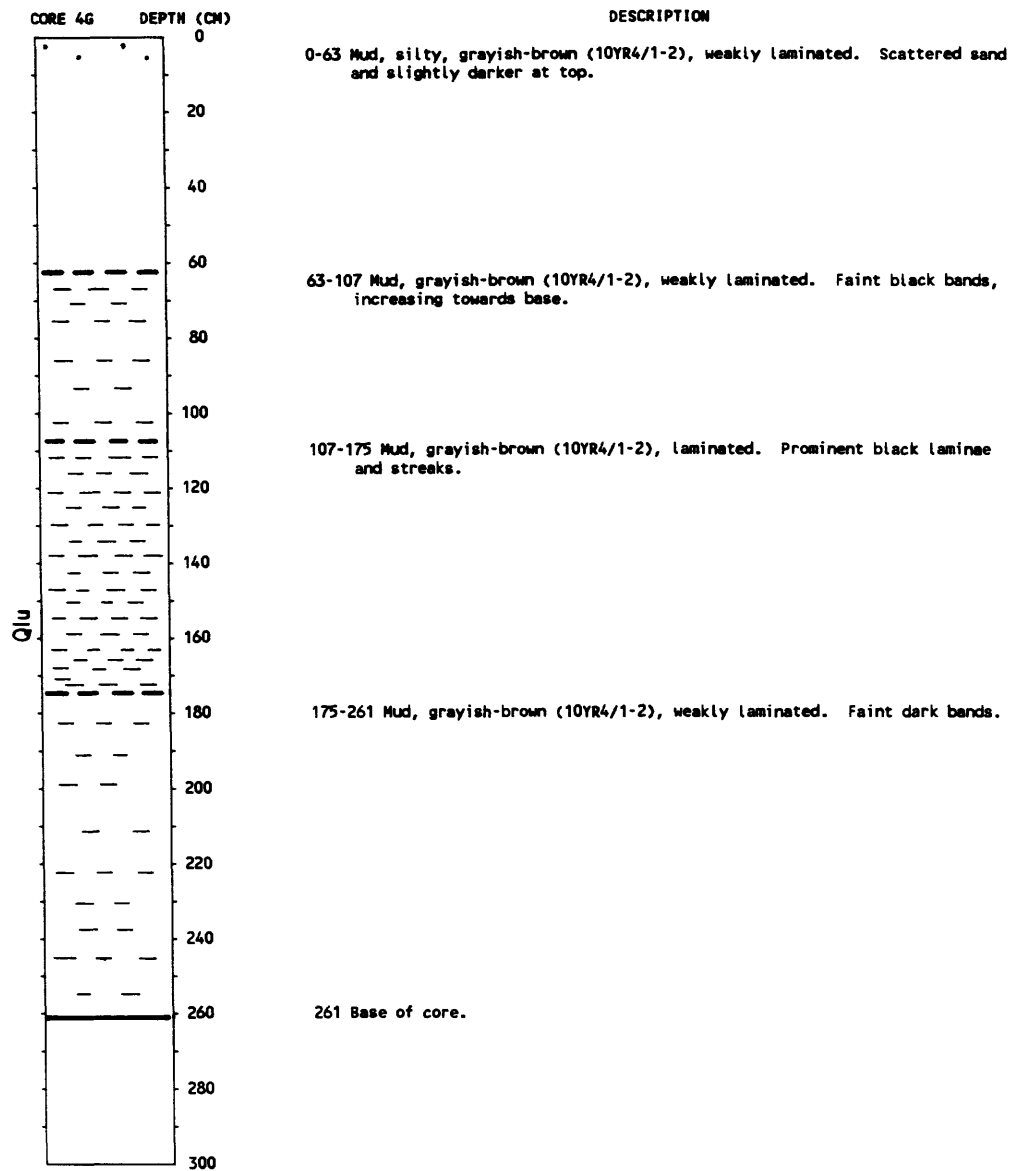 CORE 4G DEPTH (CM) DESCRIPTION
0
0-63 Mud, silty, grayish-brown (10YR4/1-2), weakly laminated. Scattered sand
and slightly darker at top.
20
40
60
63-107 Mud, grayish-brown (10YR4/1-2), weakly laminated. Faint black bands,
increasing towards base.
80
100
107-175 Mud, grayish-brown (10YR4/1-2), laminated. Prominent black laminae
and streaks.
120
140
Qlu
160
180
175-261 Mud, grayish-brown (10YR4/1-2), weakly laminated. Faint dark bands.
200
220
240
260
261 Base of core.
280
300